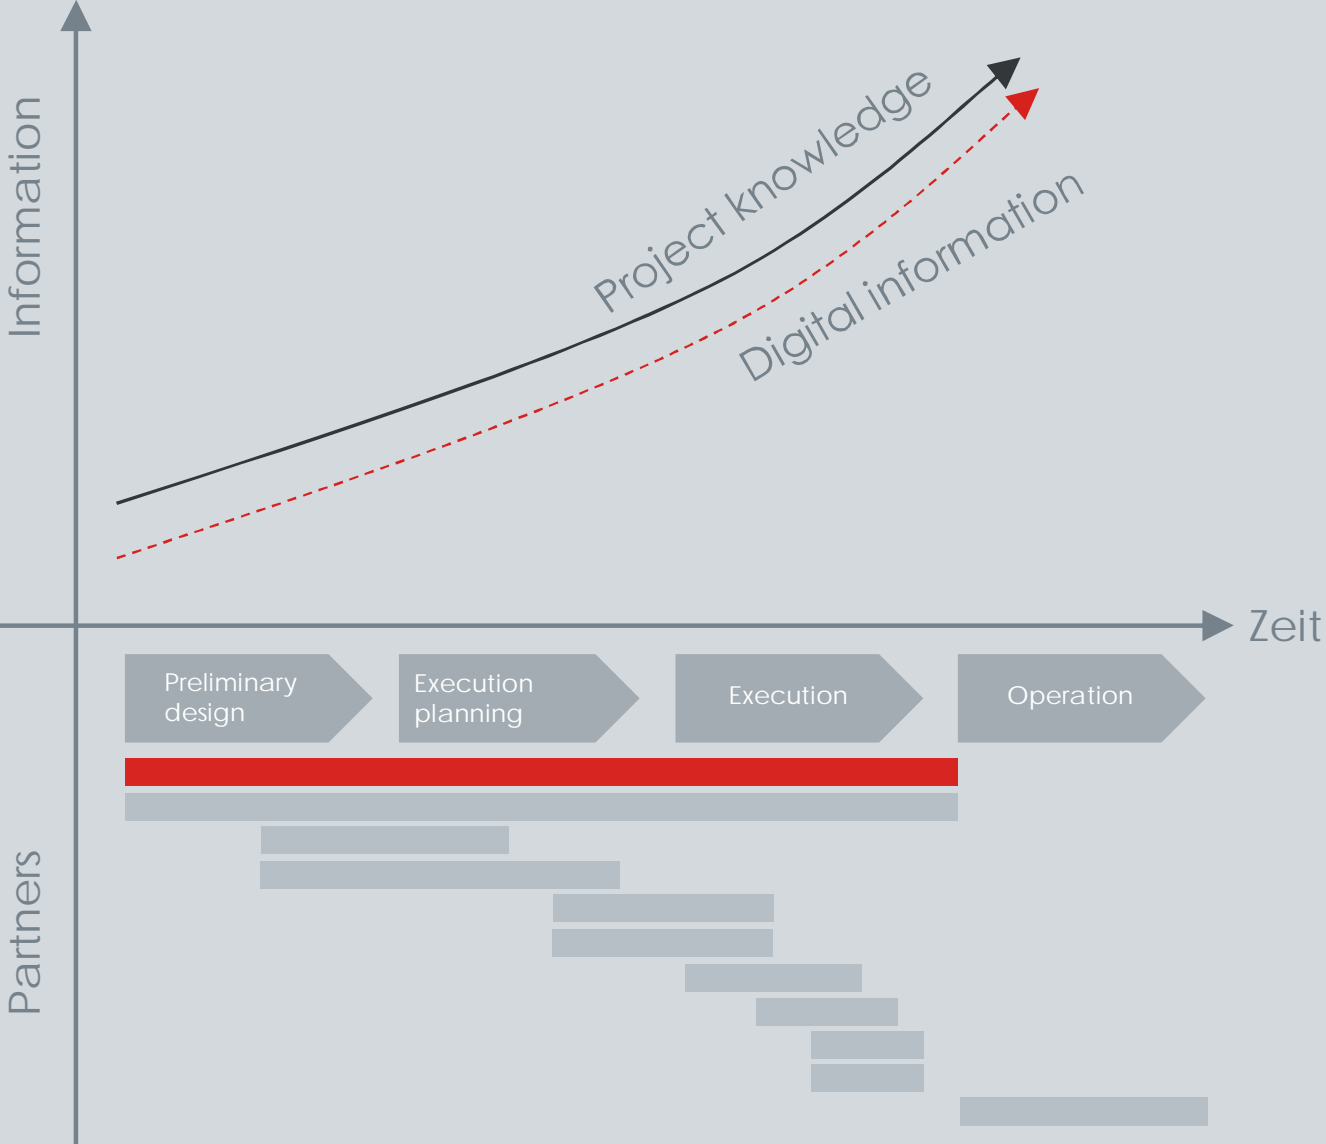 Information
Project knowledge
Digital information
Zeit
Preliminary
design
Execution
planning
Execution
Operation
Partners